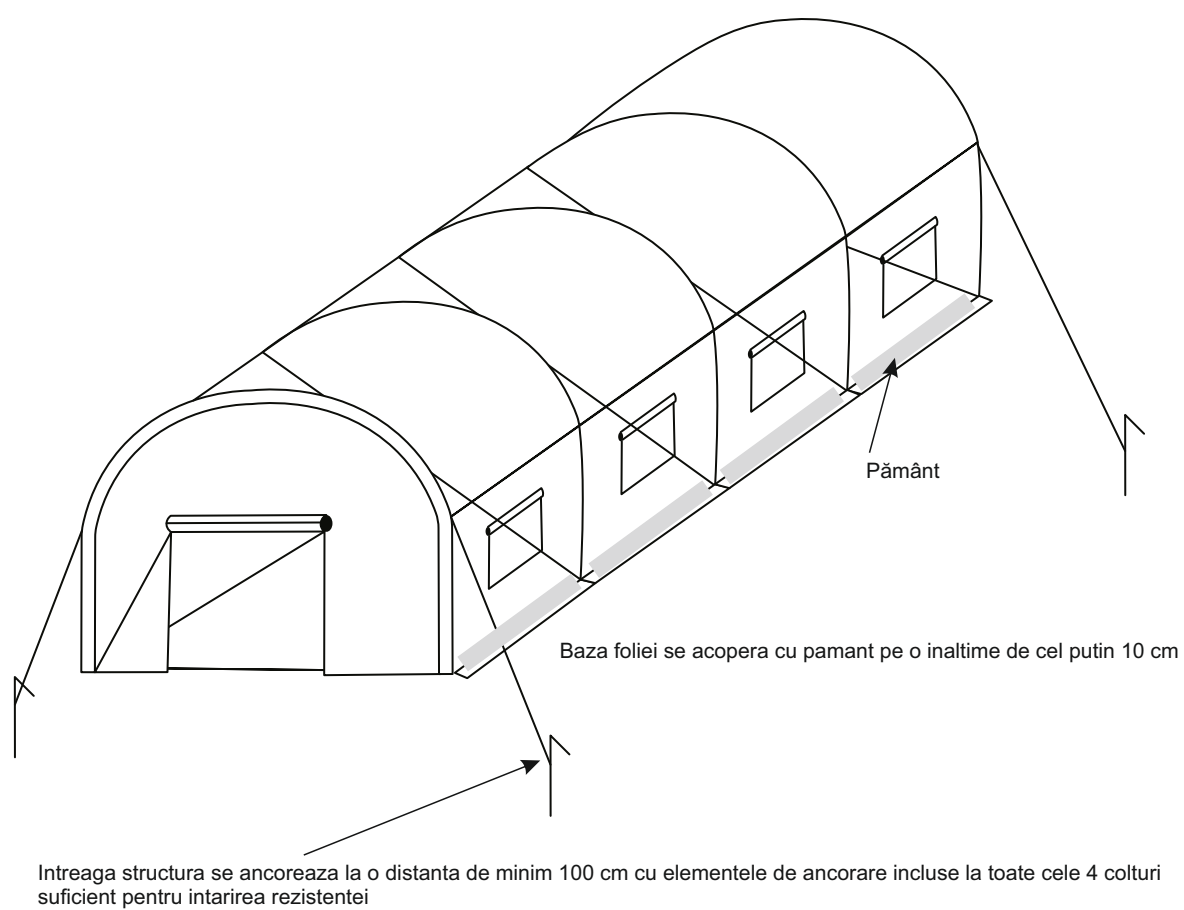 Pământ
Baza foliei se acopera cu pamant pe o inaltime de cel putin 10 cm
Intreaga structura se ancoreaza la o distanta de minim 100 cm cu elementele de ancorare incluse la toate cele 4 colturi
suficient pentru intarirea rezistentei